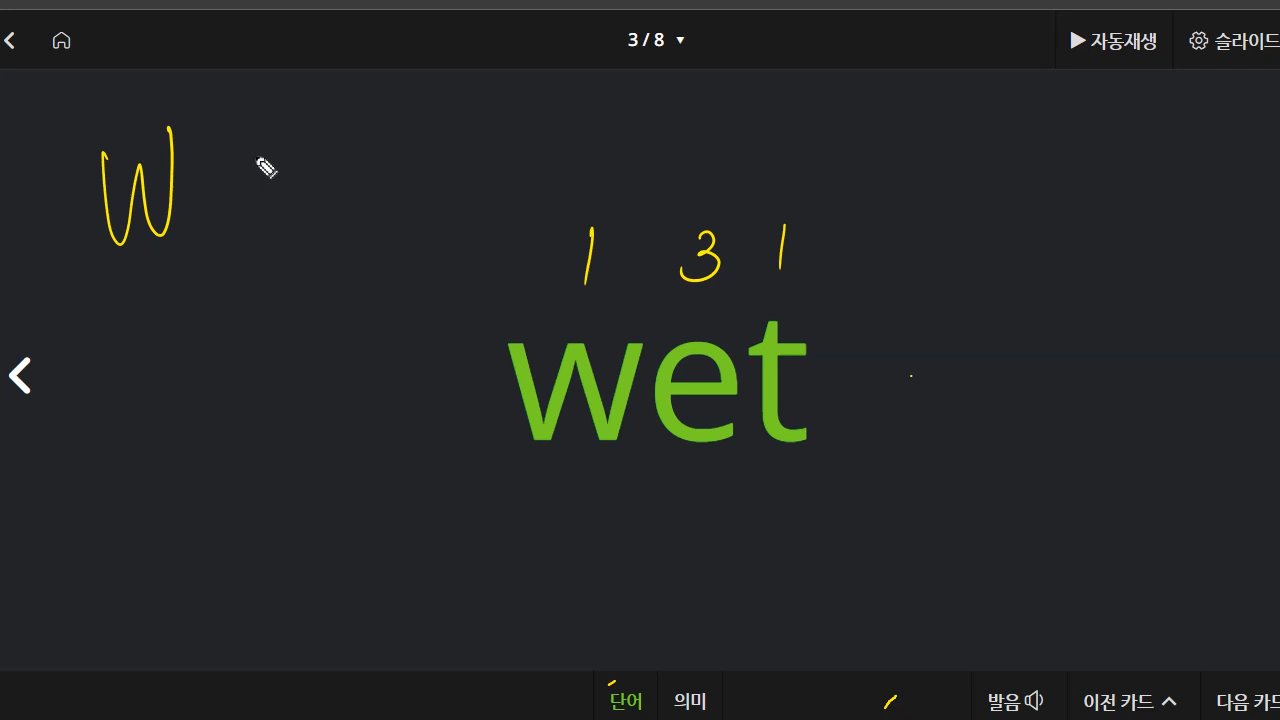 3 / 8 ▼ ▶ 자동재생 슬라이드
W
1 3 1
wet
단어 의미 발음 이전 카드 다음 카드